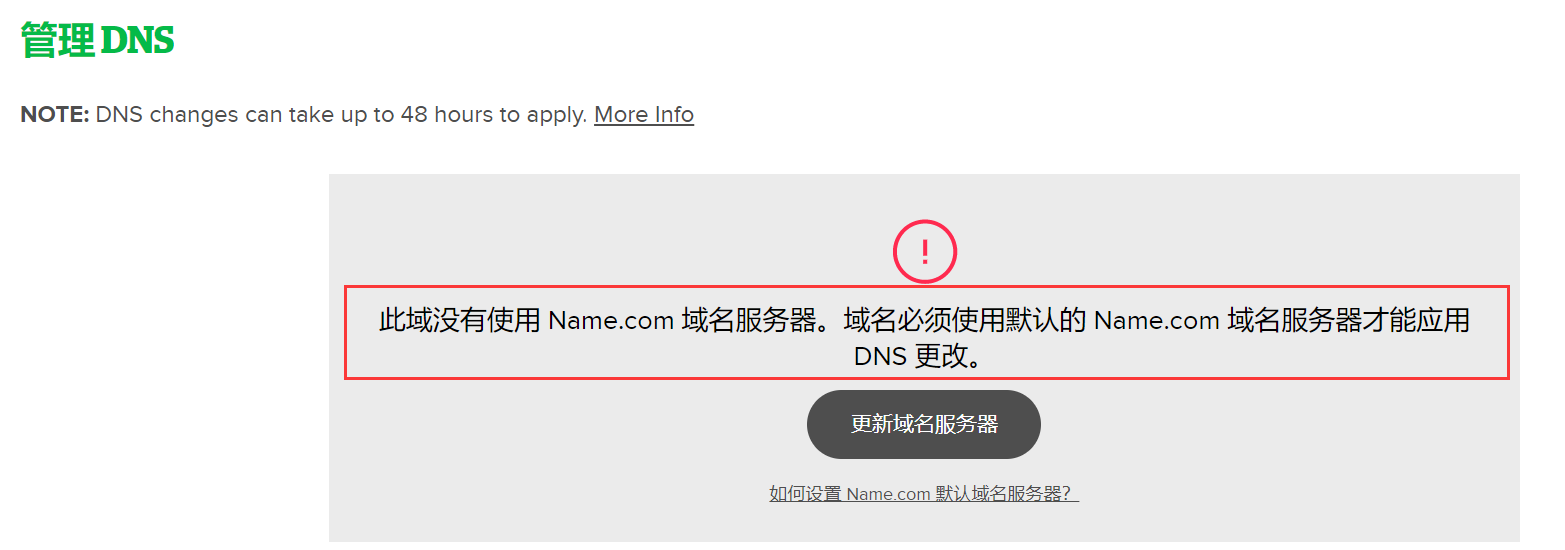 管理 DNS
NOTE: DNS changes can take up to 48 hours to apply. More Info
!
此域没有使用 Name.com 域名服务器。域名必须使用默认的 Name.com 域名服务器才能应用
DNS 更改。
更新域名服务器
如何设置 Name.com 默认域名服务器?